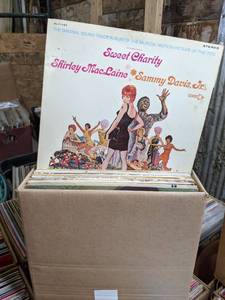 STEREO
THE ORIGINAL SOUND TRACK ALBUM OF THE MUSICAL MOTION PICTURE OF THE
Sweet Charity
Shirley MacLaine
Sammy Davis, Jr.